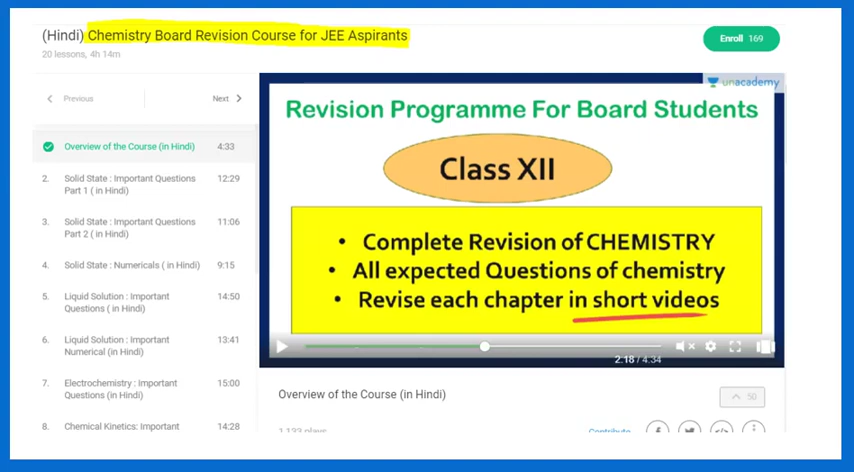 (Hindi) Chemistry Board Revision Course for JEE Aspirants
20 lessons, 4h 14m
Enroll 169
Previous
Next
Overview of the Course (in Hindi) 4:33
2. Solid State : Important Questions 12:29
Part 1 ( in Hindi)
3. Solid State : Important Questions 11:06
Part 2 ( in Hindi)
4. Solid State : Numericals ( in Hindi) 9:15
5. Liquid Solution : Important 14:50
Questions ( in Hindi)
6. Liquid Solution : Important 13:41
Numerical (in Hindi)
7. Electrochemistry : Important 15:00
Questions (in Hindi)
8. Chemical Kinetics: Important 14:28
unacademy
Revision Programme For Board Students
Class XII
• Complete Revision of CHEMISTRY
• All expected Questions of chemistry
• Revise each chapter in short videos
2:18 / 4:34
Overview of the Course (in Hindi)
50
1,133 plays
Contribute